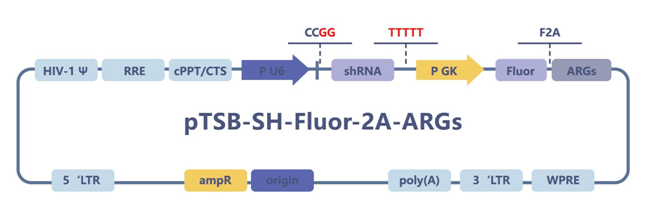 CCGG TTTTT F2A
HIV-1 Ψ RRE cPPT/CTS P U6 shRNA P GK Fluor ARGs
pTSB-SH-Fluor-2A-ARGs
5 ‘LTR ampR origin poly(A) 3 ‘LTR WPRE